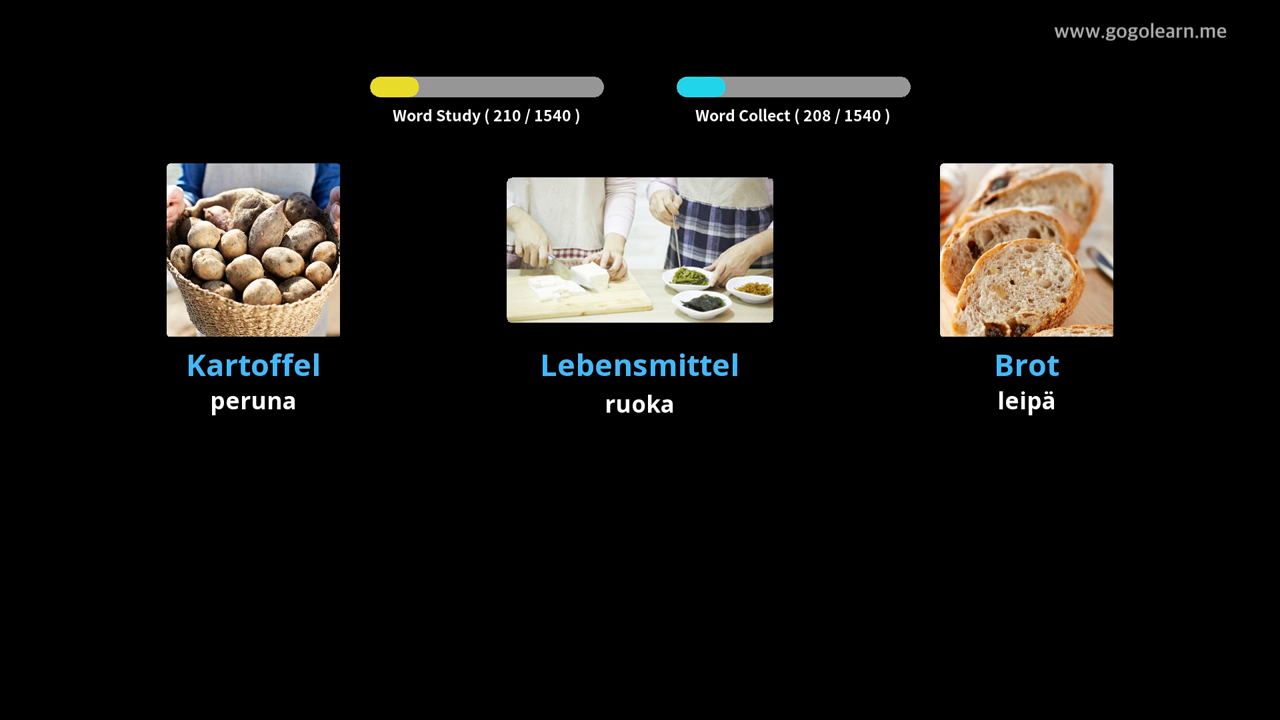 www.gogolearn.me
Word Study ( 210 / 1540 )
Word Collect ( 208 / 1540 )
Kartoffel
peruna
Lebensmittel
ruoka
Brot
leipä